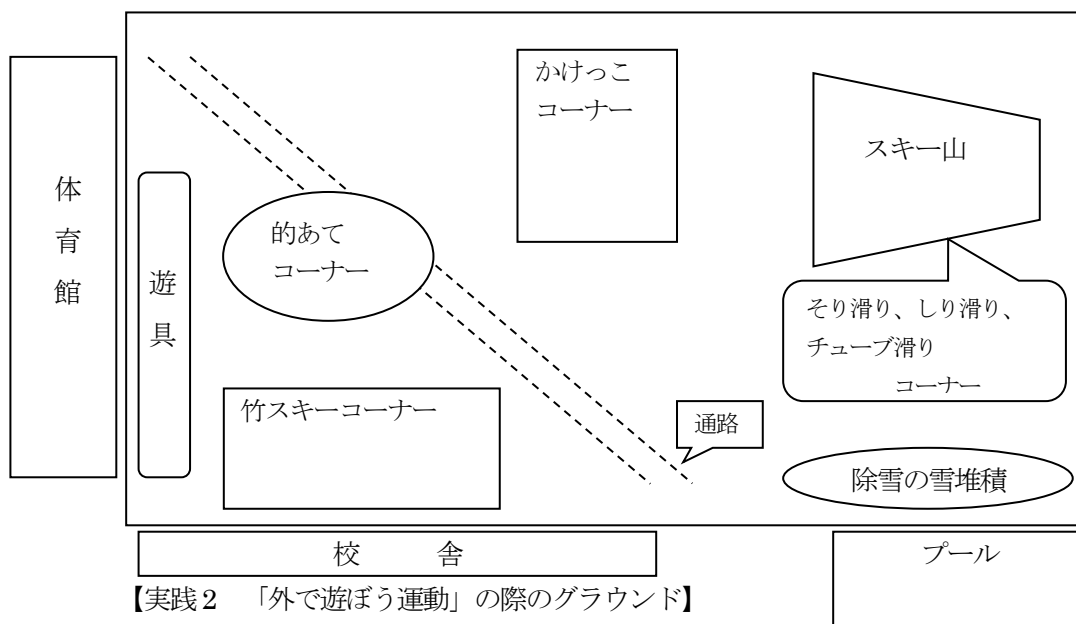 かけっこ
コーナー
スキー山
体
育
館
的あて
コーナー
遊
具
そり滑り、しり滑り、
チューブ滑り
コーナー
竹スキーコーナー
通路
除雪の雪堆積
校　　舎
プール
【実践2　「外で遊ぼう運動」の際のグラウンド】